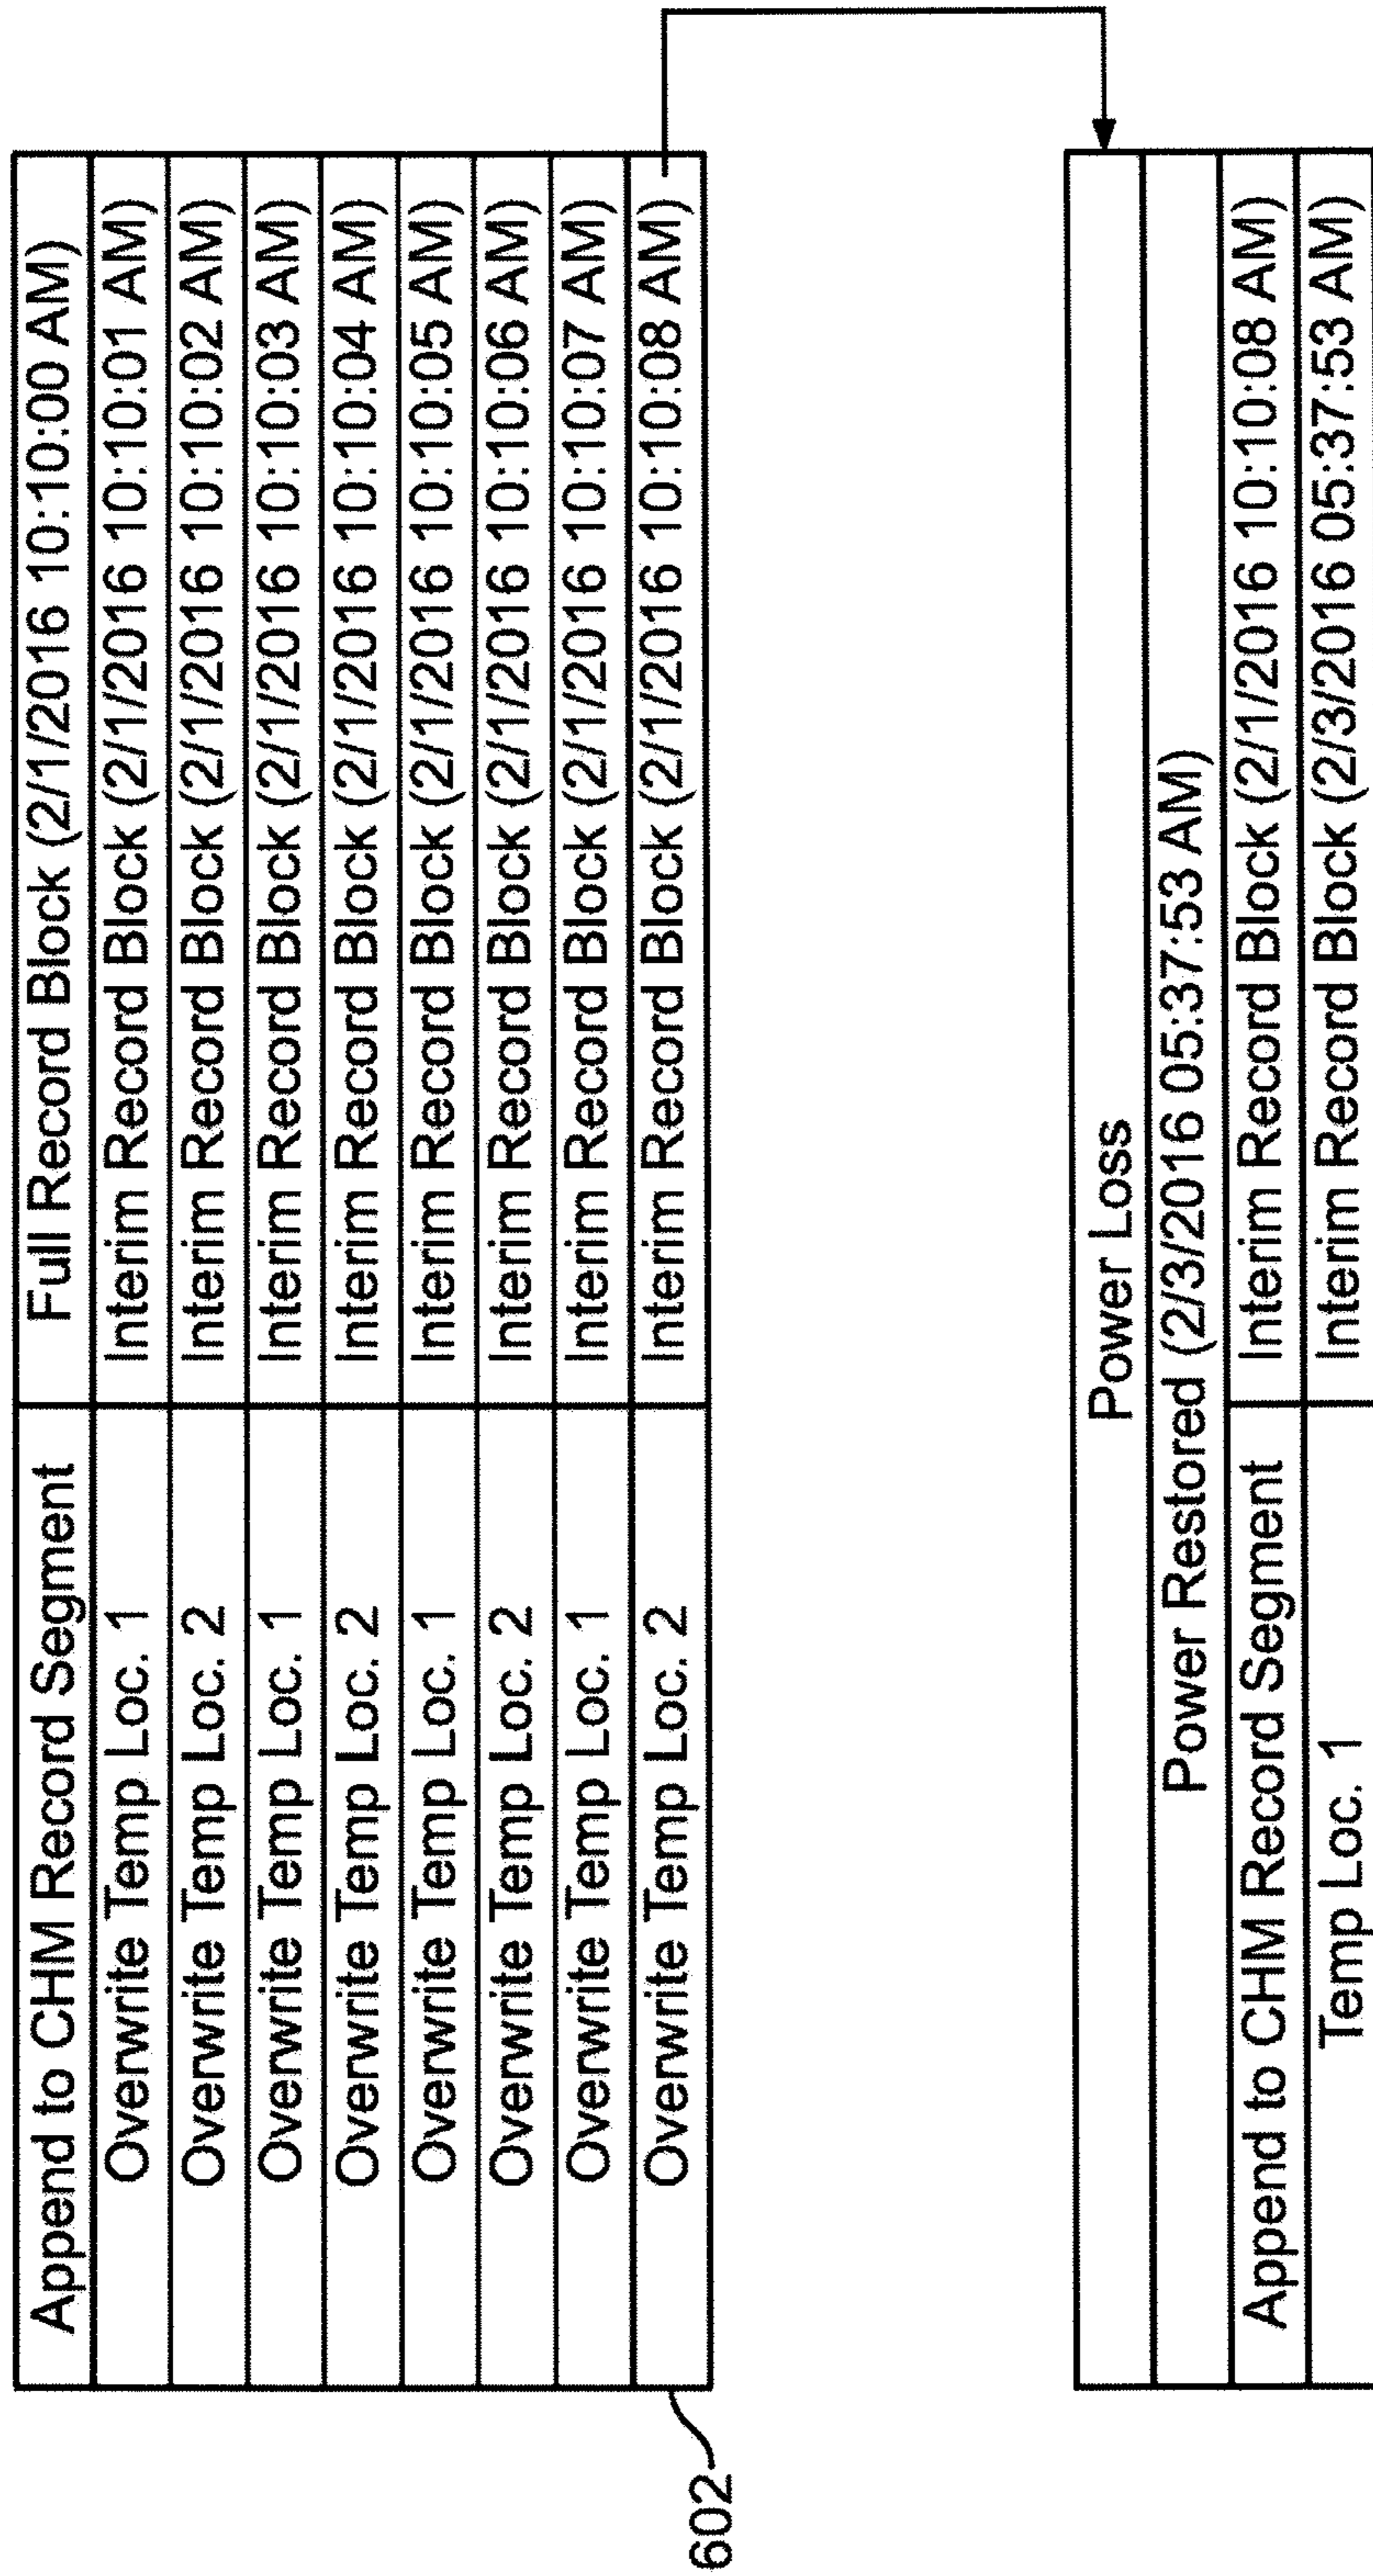 Append to CHM Record Segment Full Record Block (2/1/2016 10:10:00 AM)
Overwrite Temp Loc. 1 Interim Record Block (2/1/2016 10:10:01 AM)
Overwrite Temp Loc. 2 Interim Record Block (2/1/2016 10:10:02 AM)
Overwrite Temp Loc. 1 Interim Record Block (2/1/2016 10:10:03 AM)
Overwrite Temp Loc. 2 Interim Record Block (2/1/2016 10:10:04 AM)
Overwrite Temp Loc. 1 Interim Record Block (2/1/2016 10:10:05 AM)
Overwrite Temp Loc. 2 Interim Record Block (2/1/2016 10:10:06 AM)
Overwrite Temp Loc. 1 Interim Record Block (2/1/2016 10:10:07 AM)
Overwrite Temp Loc. 2 Interim Record Block (2/1/2016 10:10:08 AM)
602
Power Loss
Power Restored (2/3/2016 05:37:53 AM)
Append to CHM Record Segment Interim Record Block (2/1/2016 10:10:08 AM)
Temp Loc. 1 Interim Record Block (2/3/2016 05:37:53 AM)